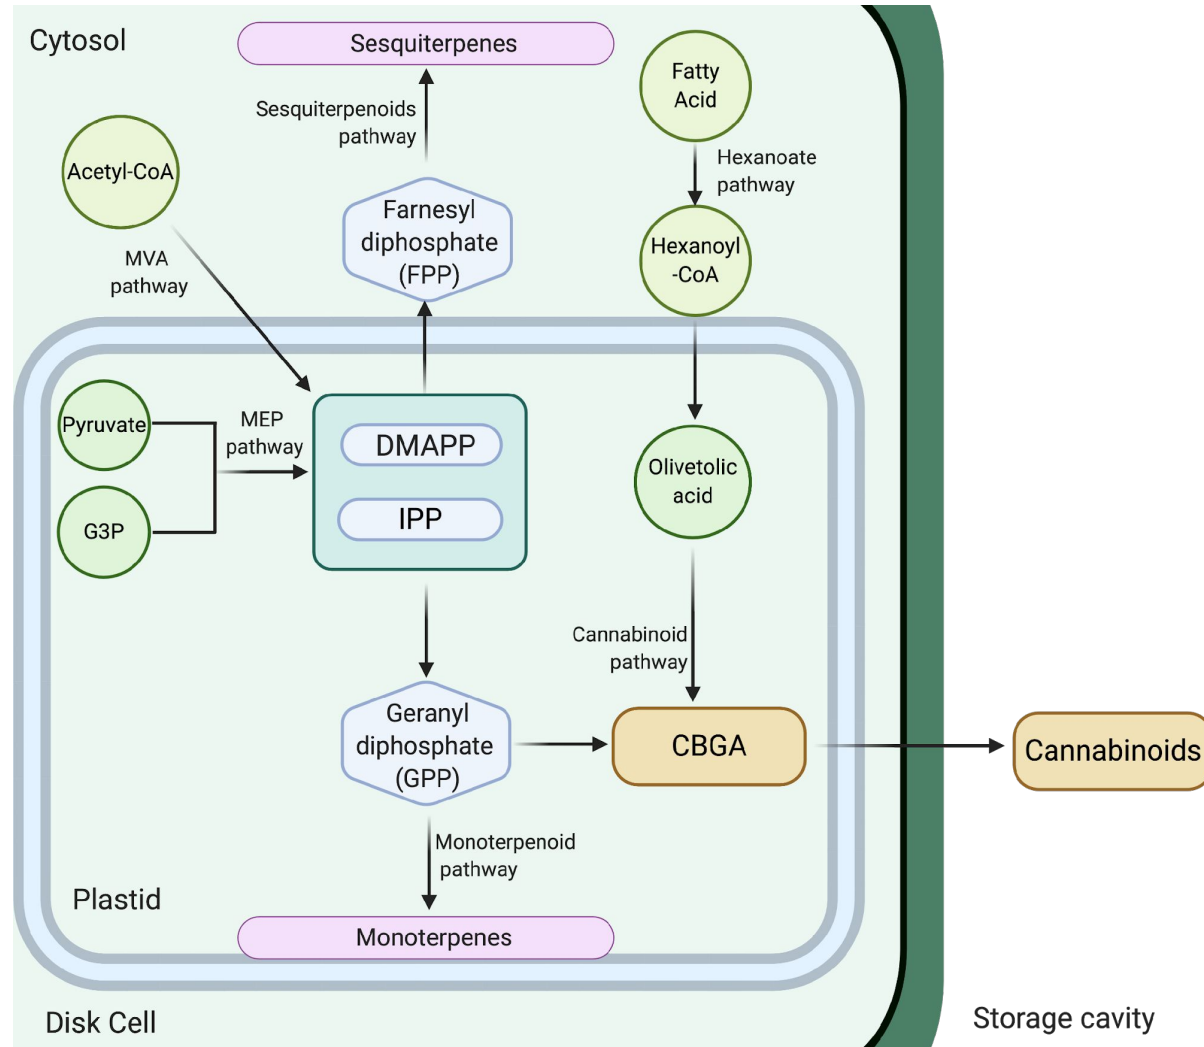 Cytosol
Sesquiterpenes
Fatty
Acid
Sesquiterpenoids
pathway
Acetyl-CoA
Hexanoate
pathway
Farnesyl
diphosphate
(FPP)
Hexanoyl
-CoA
MVA
pathway
Pyruvate
MEP
pathway
DMAPP
IPP
G3P
Olivetolic
acid
Cannabinoid
pathway
Geranyl
diphosphate
(GPP)
CBGA
Cannabinoids
Monoterpenoid
pathway
Plastid
Monoterpenes
Disk Cell
Storage cavity